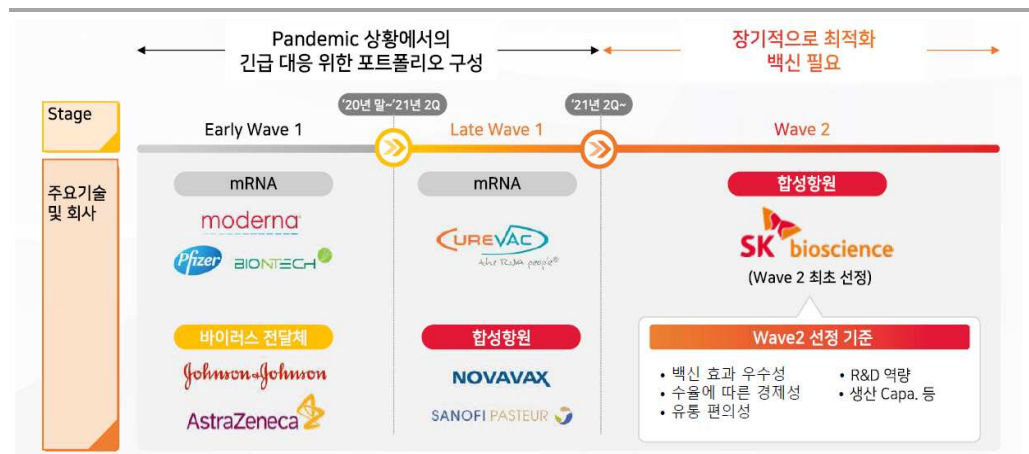 Pandemic 상황에서의
긴급 대응 위한 포트폴리오 구성
장기적으로 최적화
백신 필요
Stage
'20년 말~'21년 2Q
'21년 2Q~
Early Wave 1
Late Wave 1
Wave 2
주요기술
및 회사
mRNA
moderna
Pfizer BIONTECH
mRNA
CUREVAC
the RNA people®
합성항원
SK bioscience
(Wave 2 최초 선정)
바이러스 전달체
Johnson & Johnson
AstraZeneca
합성항원
NOVAVAX
SANOFI PASTEUR
Wave2 선정 기준
• 백신 효과 우수성
• 수율에 따른 경제성
• 유통 편의성
• R&D 역량
• 생산 Capa. 등